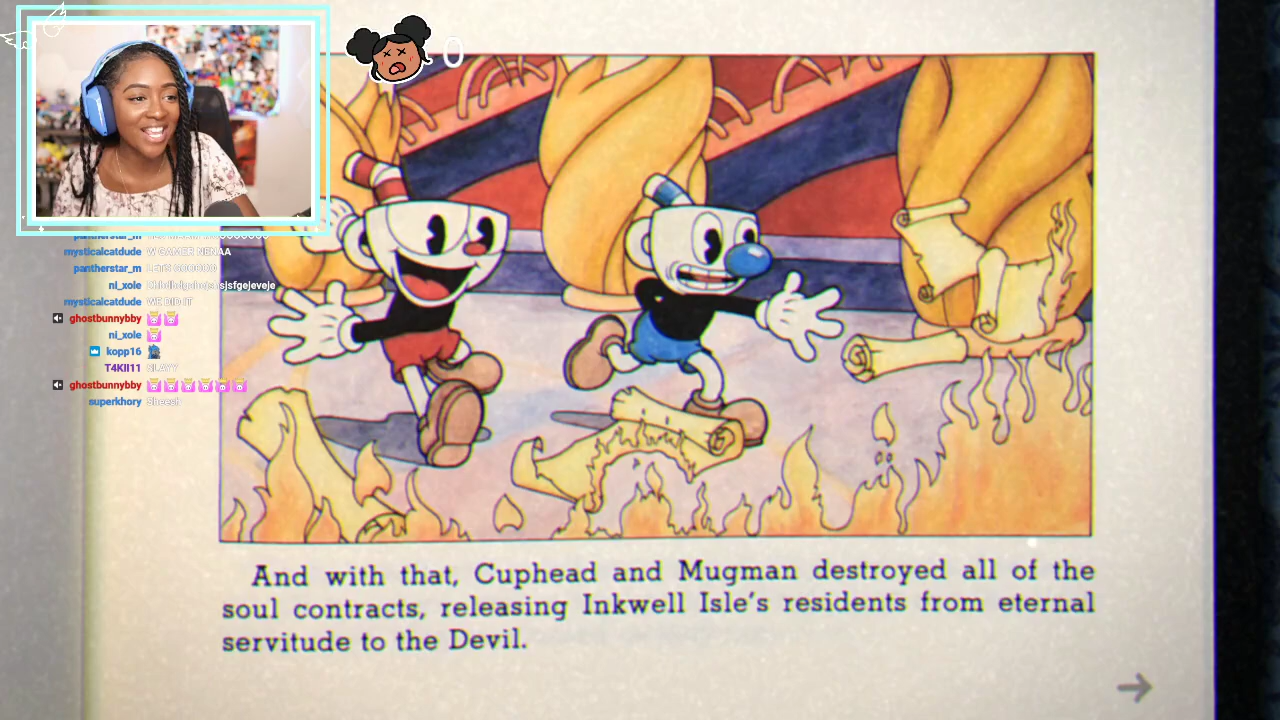 0
mysticalcatdude W GAMER NENAA
pantherstar_m
ni_xole
mysticalcatdude WE DID IT
ghostbunnybby
ni_xole
kopp16
T4KII11 SLAYY
ghostbunnybby
superkhory Sheesh
And with that, Cuphead and Mugman destroyed all of the
soul contracts, releasing Inkwell Isle's residents from eternal
servitude to the Devil.